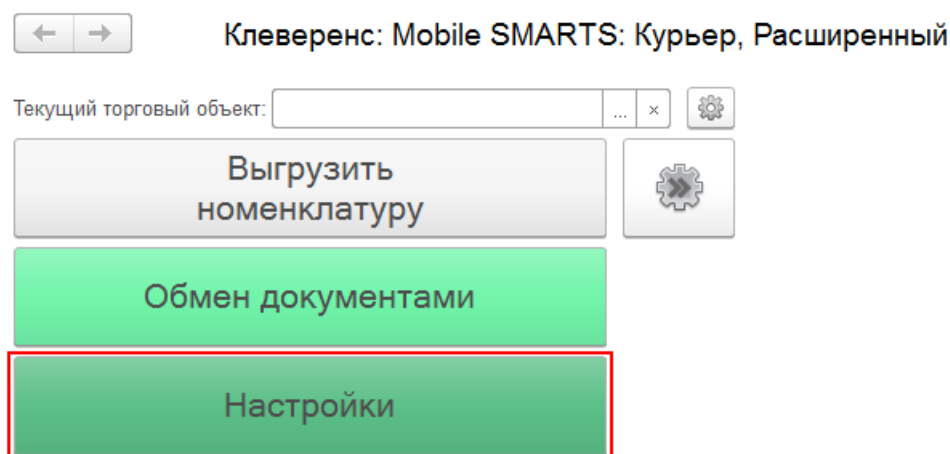 Клеверенс: Mobile SMARTS: Курьер, Расширенный
Текущий торговый объект:
... ×
Выгрузить
номенклатуру
Обмен документами
Настройки